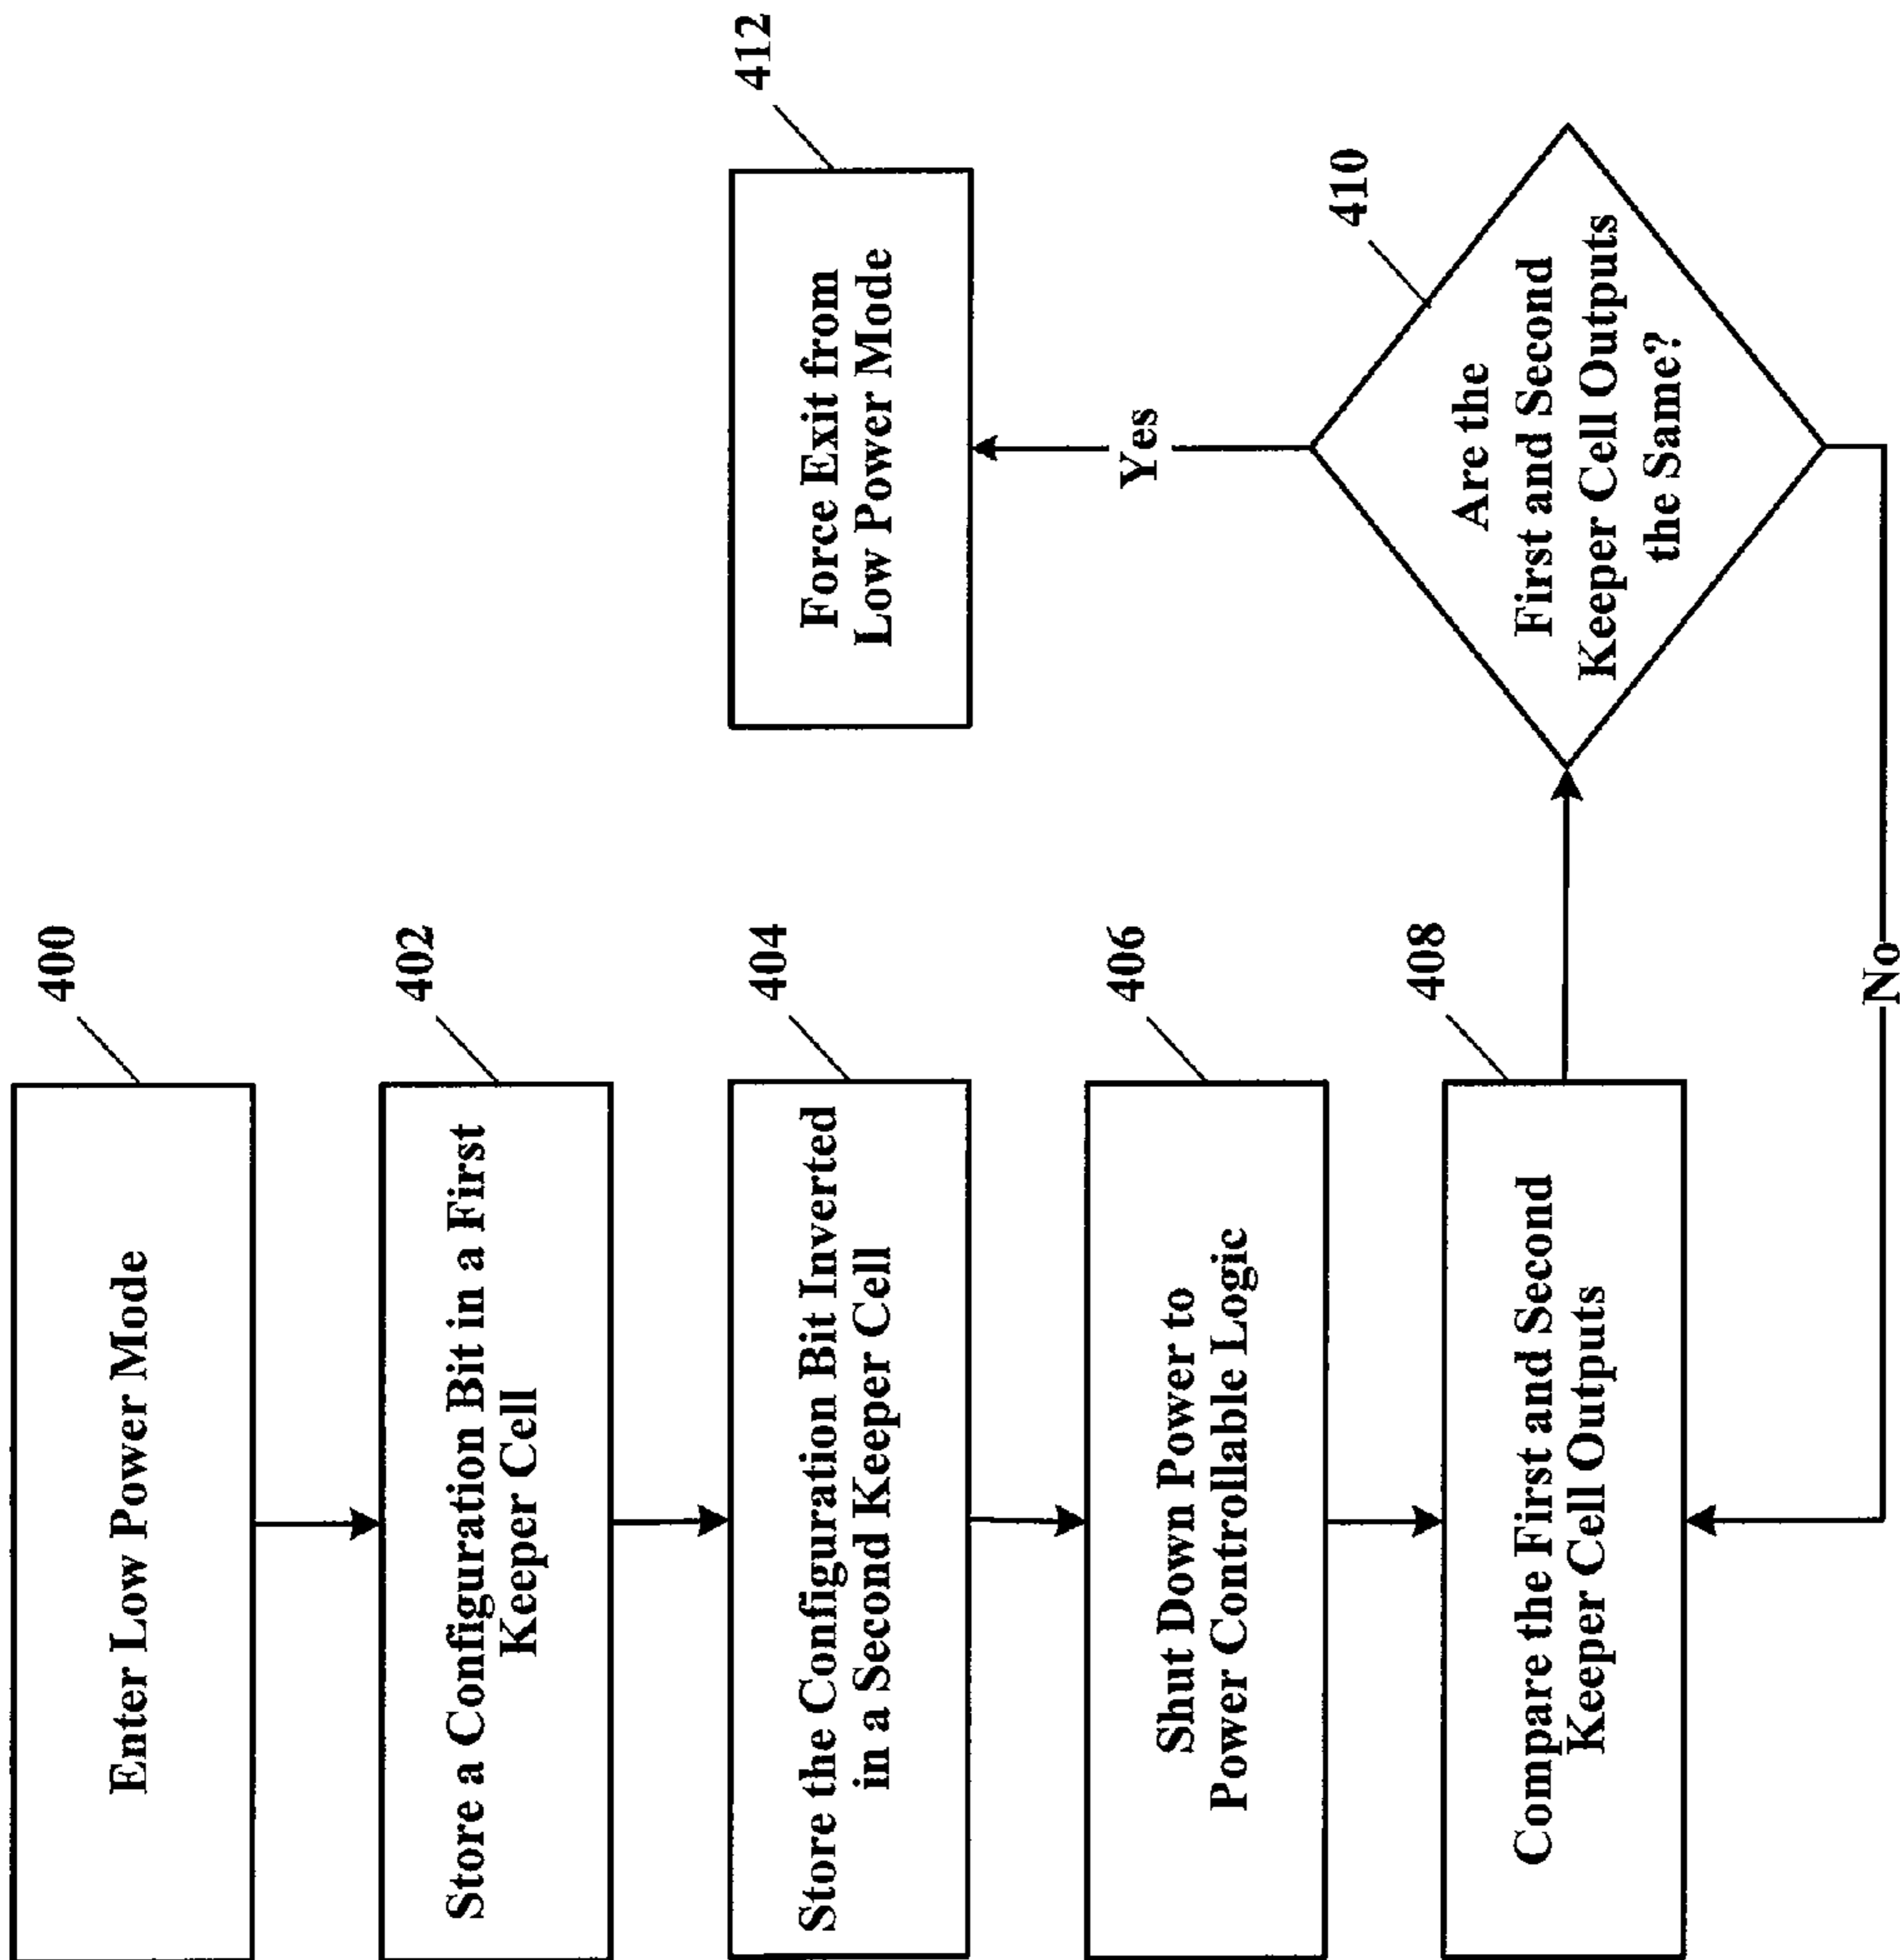 400
Enter Low Power Mode
402
Store a Configuration Bit in a First
Keeper Cell
404
Store the Configuration Bit Inverted
in a Second Keeper Cell
406
Shut Down Power to
Power Controllable Logic
408
Compare the First and Second
Keeper Cell Outputs
410
Are the
First and Second
Keeper Cell Outputs
the Same?
Yes
No
412
Force Exit from
Low Power Mode